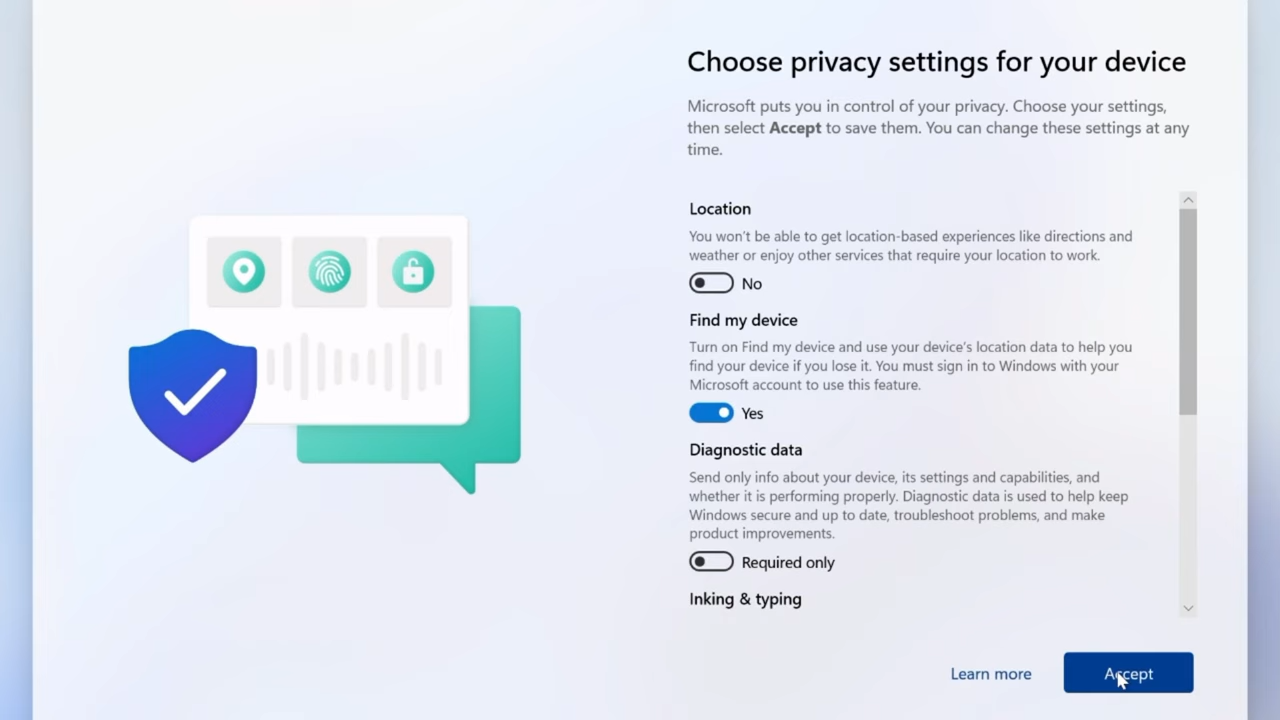 Choose privacy settings for your device
Microsoft puts you in control of your privacy. Choose your settings,
then select Accept to save them. You can change these settings at any
time.
Location
You won't be able to get location-based experiences like directions and
weather or enjoy other services that require your location to work.
No
Find my device
Turn on Find my device and use your device's location data to help you
find your device if you lose it. You must sign in to Windows with your
Microsoft account to use this feature.
Yes
Diagnostic data
Send only info about your device, its settings and capabilities, and
whether it is performing properly. Diagnostic data is used to help keep
Windows secure and up to date, troubleshoot problems, and make
product improvements.
Required only
Inking & typing
Learn more
Accept